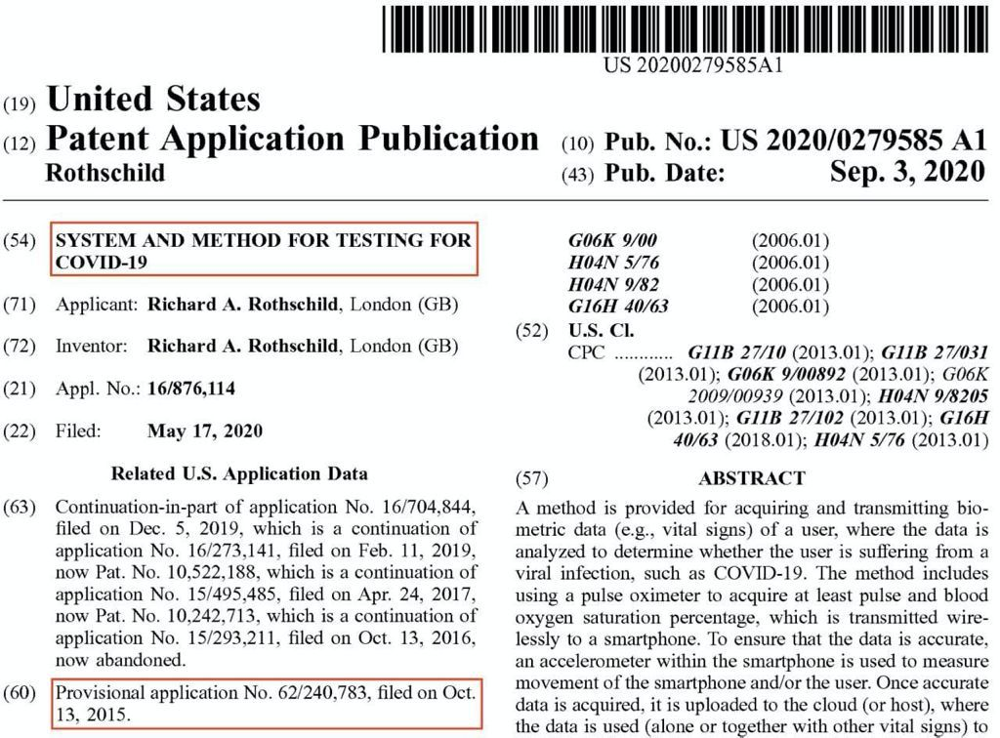 US 20200279585A1
(19) United States
(12) Patent Application Publication
Rothschild
(10) Pub. No.: US 2020/0279585 A1
(43) Pub. Date: Sep. 3, 2020
(54) SYSTEM AND METHOD FOR TESTING FOR
COVID-19
(71) Applicant: Richard A. Rothschild, London (GB)
(72) Inventor: Richard A. Rothschild, London (GB)
(21) Appl. No.: 16/876,114
(22) Filed: May 17, 2020
Related U.S. Application Data
(63) Continuation-in-part of application No. 16/704,844,
filed on Dec. 5, 2019, which is a continuation of
application No. 16/273,141, filed on Feb. 11, 2019,
now Pat. No. 10,522,188, which is a continuation of
application No. 15/495,485, filed on Apr. 24, 2017,
now Pat. No. 10,242,713, which is a continuation of
application No. 15/293,211, filed on Oct. 13, 2016,
now abandoned.
(60) Provisional application No. 62/240,783, filed on Oct.
13, 2015.
G06K 9/00 (2006.01)
H04N 5/76 (2006.01)
H04N 9/82 (2006.01)
G16H 40/63 (2006.01)
(52) U.S. Cl.
CPC ............ G11B 27/10 (2013.01); G11B 27/031
(2013.01); G06K 9/00892 (2013.01); G06K
2009/00939 (2013.01); H04N 9/8205
(2013.01); G11B 27/102 (2013.01); G16H
40/63 (2018.01); H04N 5/76 (2013.01)
(57) ABSTRACT
A method is provided for acquiring and transmitting bio-
metric data (e.g., vital signs) of a user, where the data is
analyzed to determine whether the user is suffering from a
viral infection, such as COVID-19. The method includes
using a pulse oximeter to acquire at least pulse and blood
oxygen saturation percentage, which is transmitted wire-
lessly to a smartphone. To ensure that the data is accurate,
an accelerometer within the smartphone is used to measure
movement of the smartphone and/or the user. Once accurate
data is acquired, it is uploaded to the cloud (or host), where
the data is used (alone or together with other vital signs) to